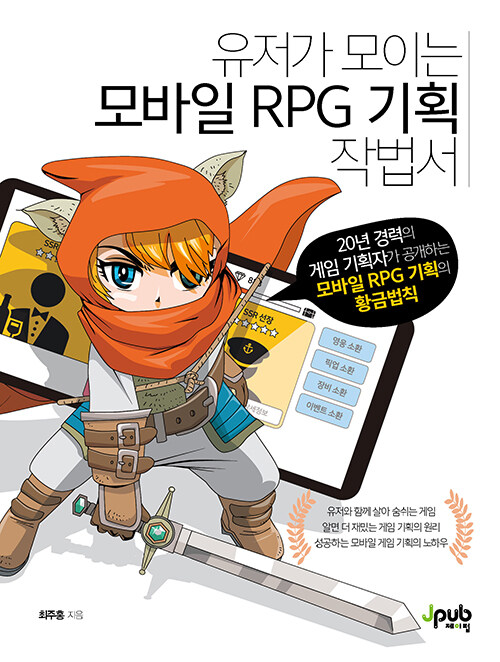 유저가 모이는
모바일 RPG 기획
작법서
20년 경력의
게임 기획자가 공개하는
모바일 RPG 기획의
황금법칙
SSR
SSR 선장
영웅 소환
픽업 소환
장비 소환
이벤트 소환
유저와 함께 살아 숨쉬는 게임
알면 더 재밌는 게임 기획의 원리
성공하는 모바일 게임 기획의 노하우
최주홍 지음
Jpub
제이펍